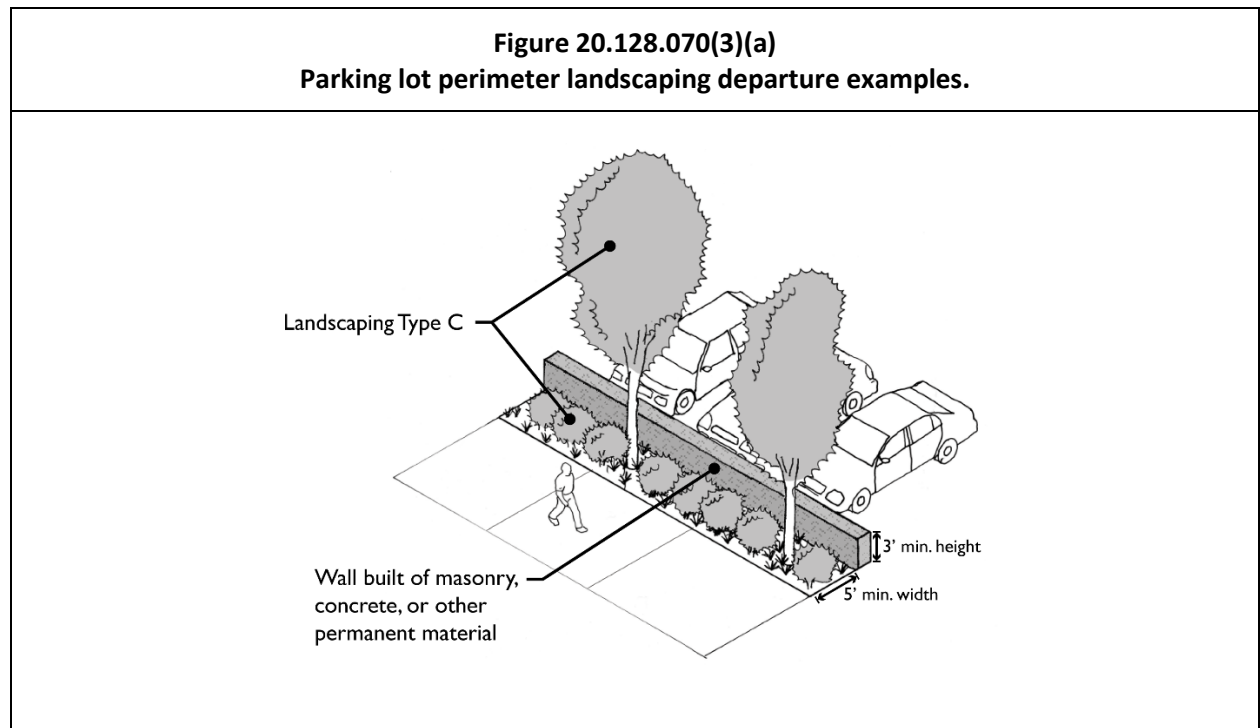 Figure 20.128.070(3)(a)
Parking lot perimeter landscaping departure examples.
Landscaping Type C
3’ min. height
5’ min. width
Wall built of masonry,
concrete, or other
permanent material